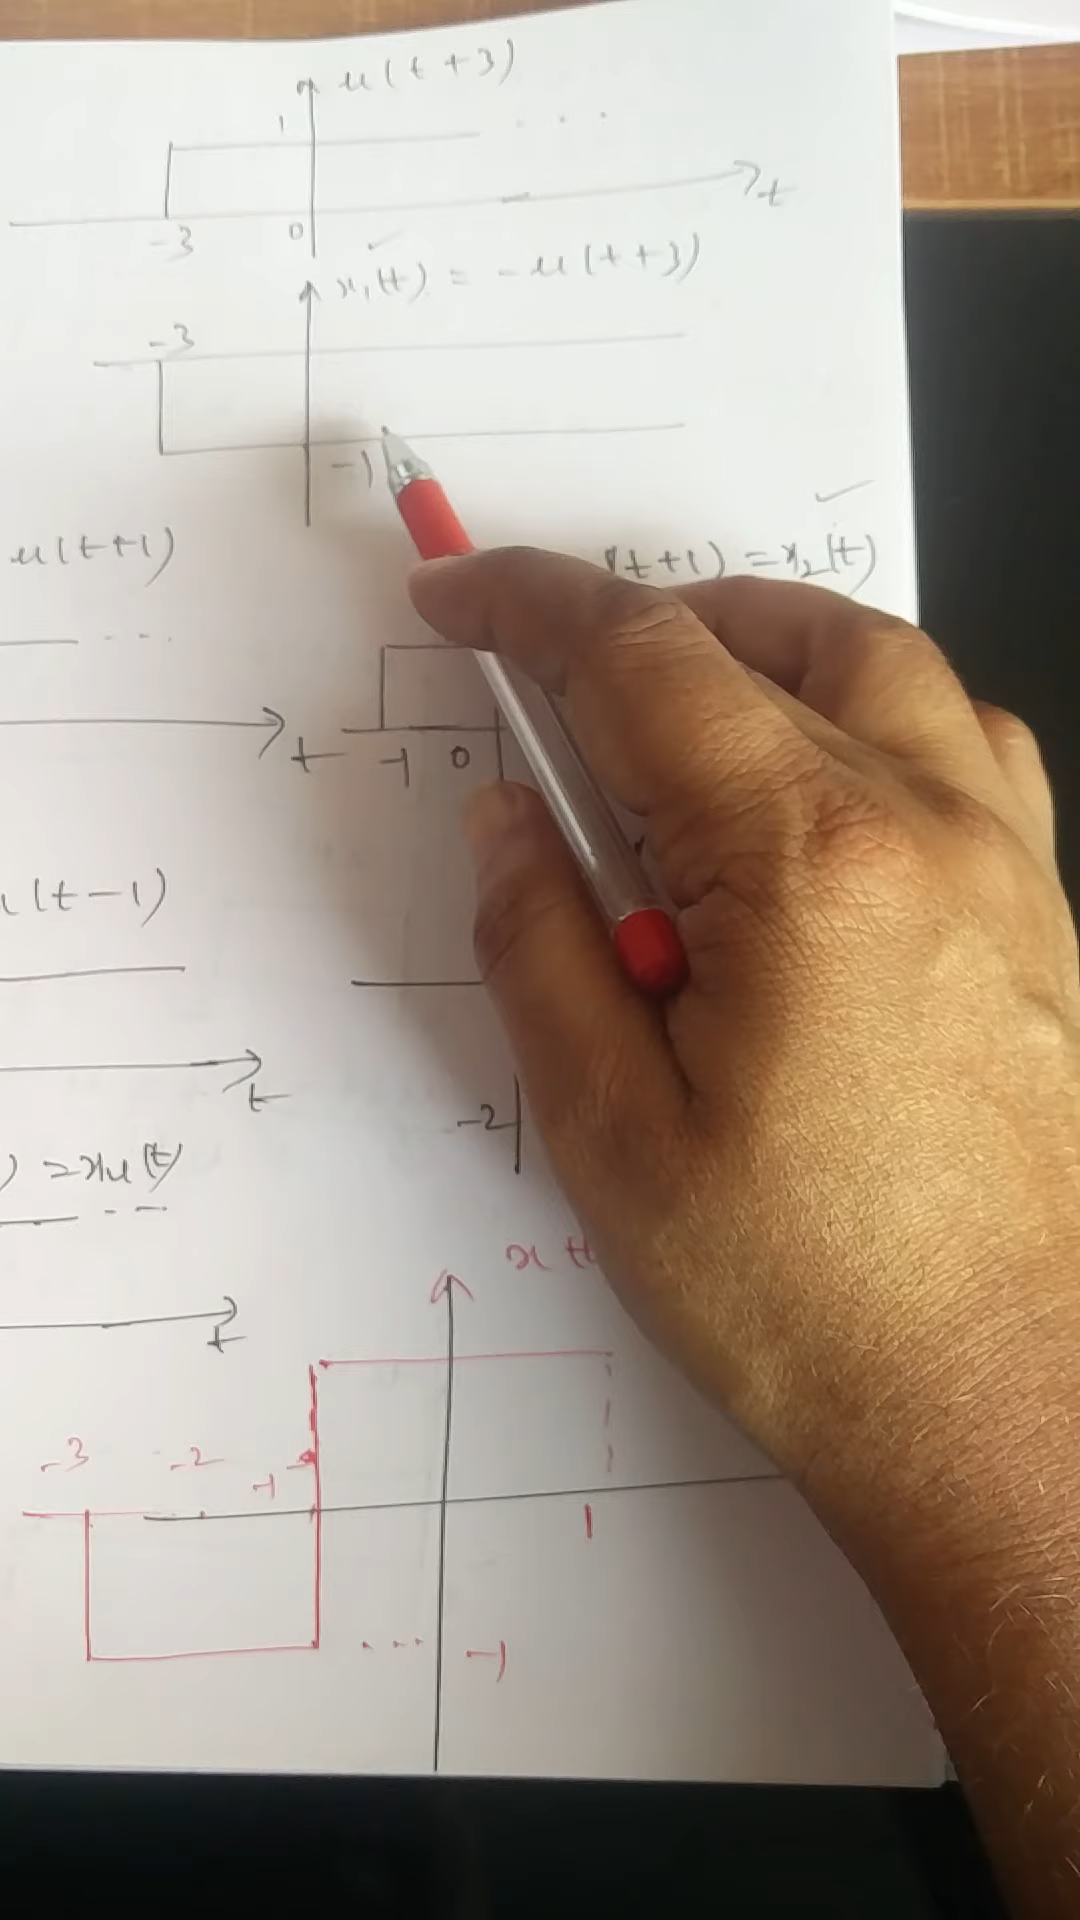 u(t+3)
1 . . .
t
-3 0
x₁(t) = -u(t+3)
-3
-1
u(t+1)
(t+1) = x₂(t)
t -1 0
(t-1)
t
-2
) = x₄(t)
x(t
t
-3 -2 -1
1
-1